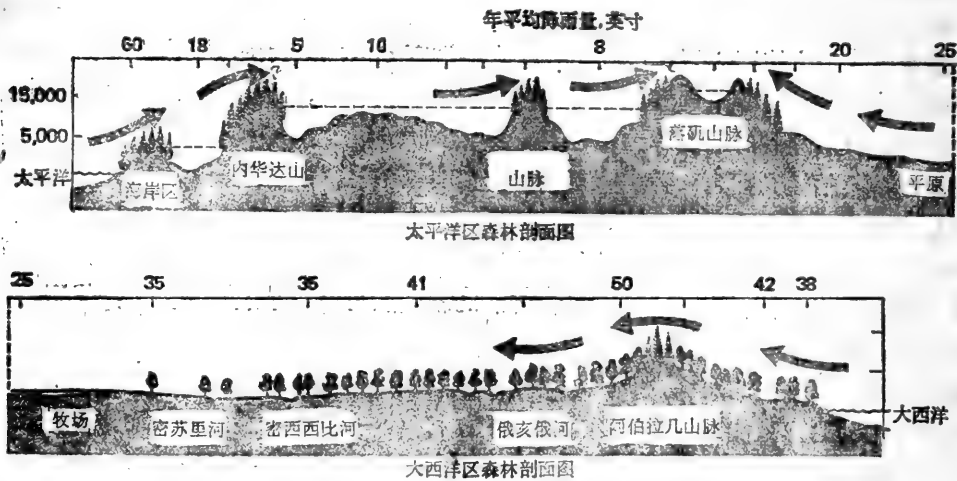 年平均降雨量，英寸
60 18 5 10 8 20 25
15,000
5,000
太平洋
海岸区
内华达山
山脉
落矶山脉
平原
太平洋区森林剖面图
25 35 35 41 50 42 38
牧场
密苏里河
密西西比河
俄亥俄河
阿伯拉几山脉
大西洋
大西洋区森林剖面图